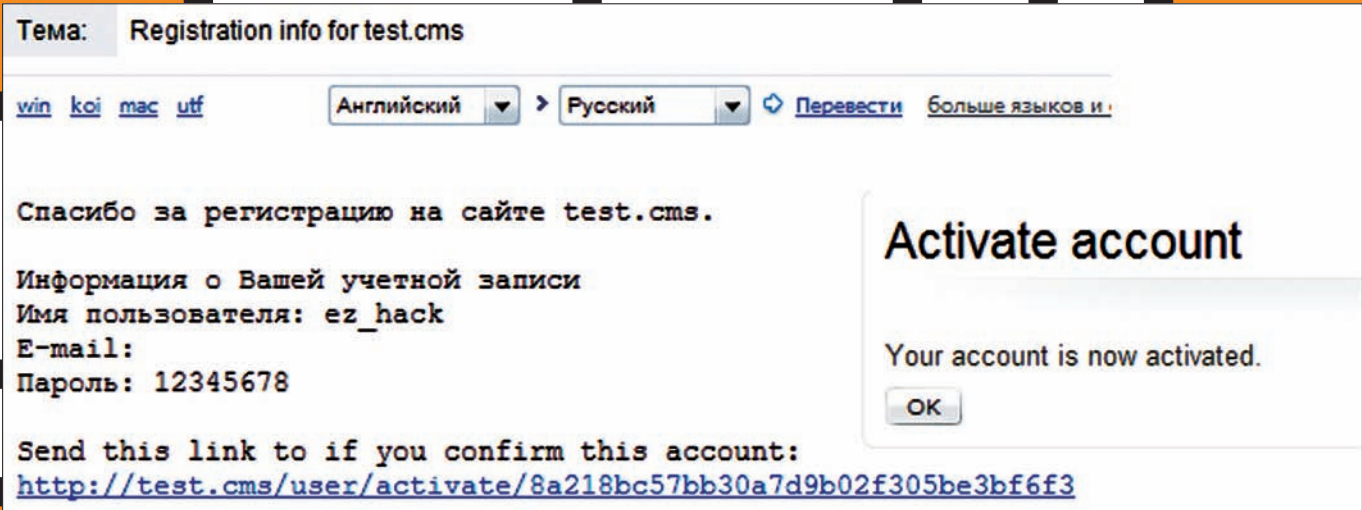 Тема: Registration info for test.cms
win koi mac utf Английский > Русский Перевести больше языков и
Спасибо за регистрацию на сайте test.cms.
Информация о Вашей учетной записи
Имя пользователя: ez_hack
E-mail:
Пароль: 12345678
Send this link to if you confirm this account:
http://test.cms/user/activate/8a218bc57bb30a7d9b02f305be3bf6f3
Activate account
Your account is now activated.
OK